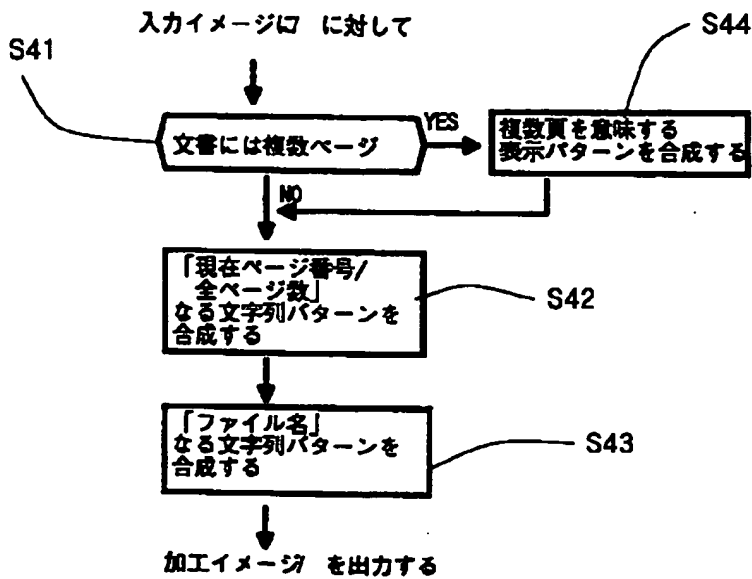 入力イメージ に対して
S41
S44
文書には複数ページ
YES
複数頁を意味する
表示パターンを合成する
NO
「現在ページ番号/
全ページ数」
なる文字列パターンを
合成する
S42
「ファイル名」
なる文字列パターンを
合成する
S43
加工イメージ を出力する